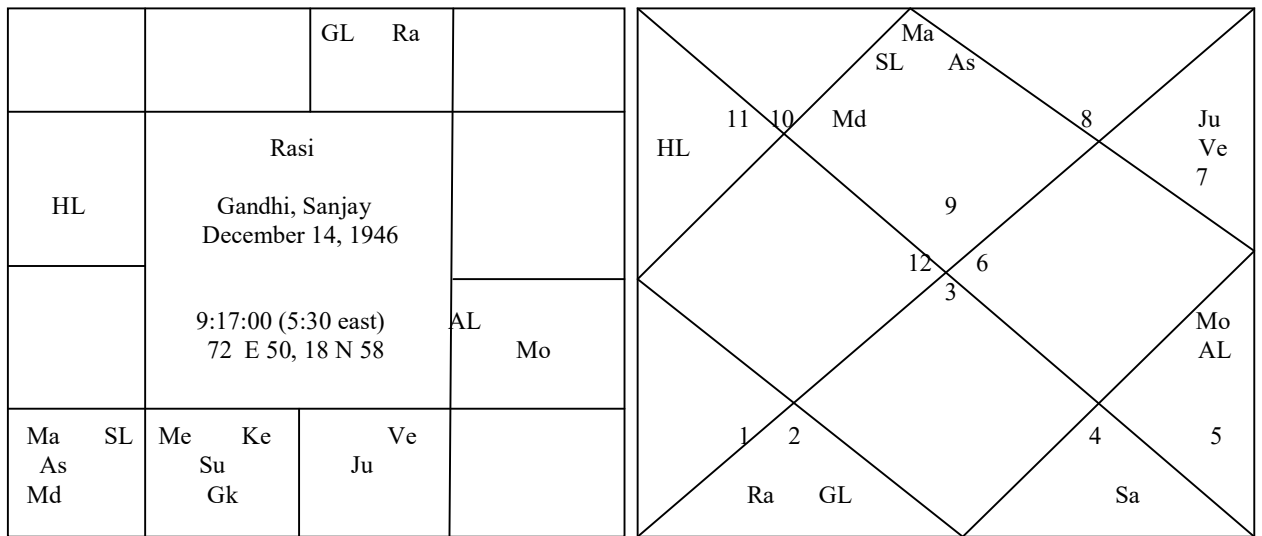 GL Ra
Rasi
HL
Gandhi, Sanjay
December 14, 1946
9:17:00 (5:30 east)
72 E 50, 18 N 58
AL
Mo
Ma SL
As
Md
Me Ke
Su
Gk
Ve
Ju
Ma
SL As
11 10 Md 8
HL
Ju
Ve
7
9
12 6
3
Mo
AL
1 2 4 5
Ra GL Sa